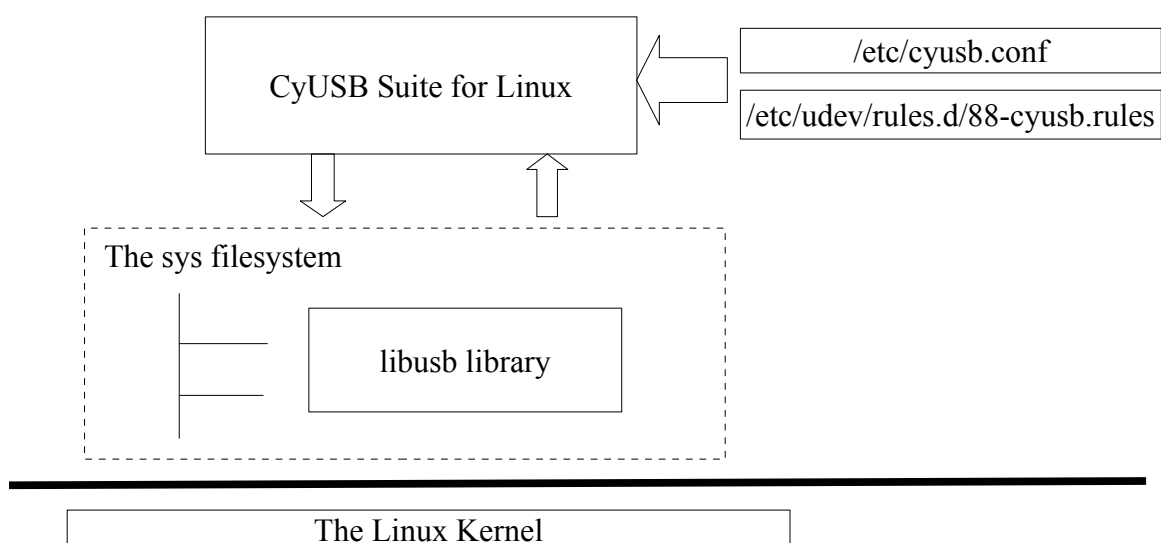 CyUSB Suite for Linux
/etc/cyusb.conf
/etc/udev/rules.d/88-cyusb.rules
The sys filesystem
libusb library
The Linux Kernel